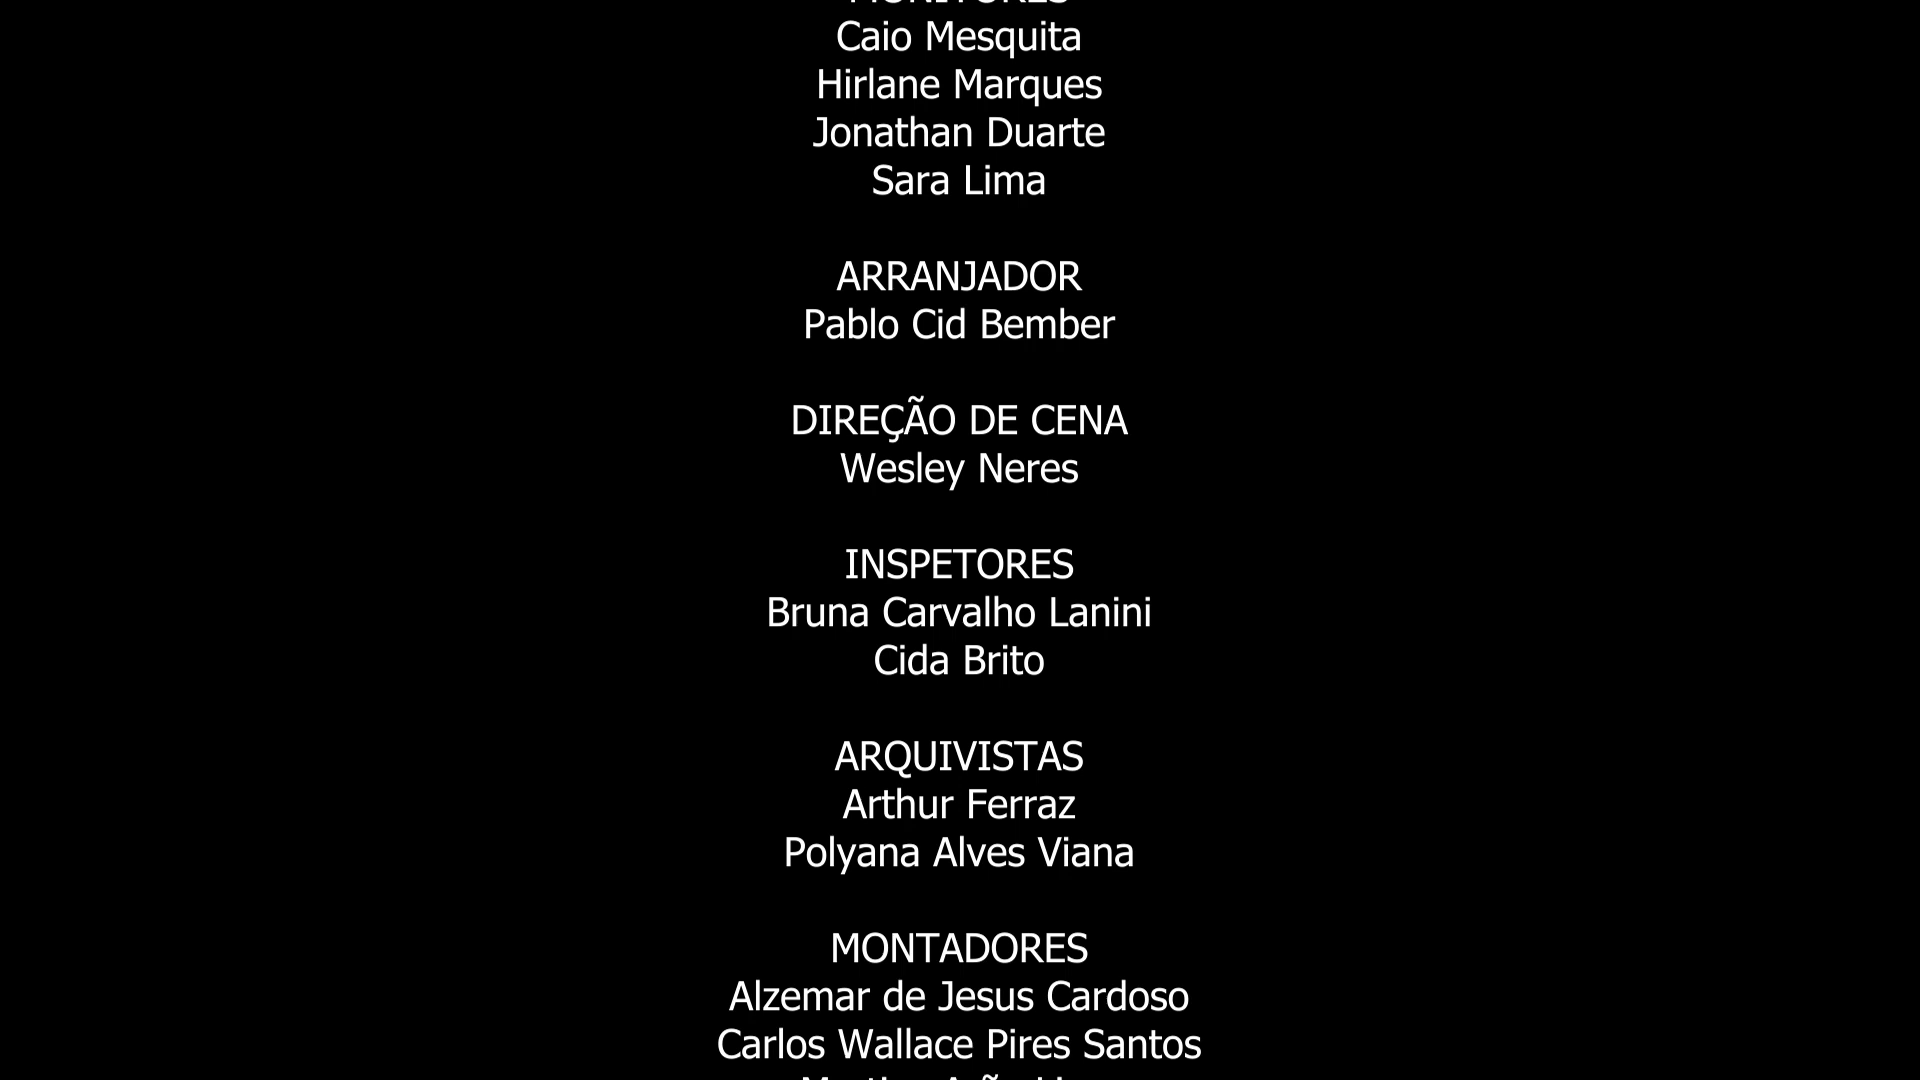 MONITORES
Caio Mesquita
Hirlane Marques
Jonathan Duarte
Sara Lima
ARRANJADOR
Pablo Cid Bember
DIREÇÃO DE CENA
Wesley Neres
INSPETORES
Bruna Carvalho Lanini
Cida Brito
ARQUIVISTAS
Arthur Ferraz
Polyana Alves Viana
MONTADORES
Alzemar de Jesus Cardoso
Carlos Wallace Pires Santos